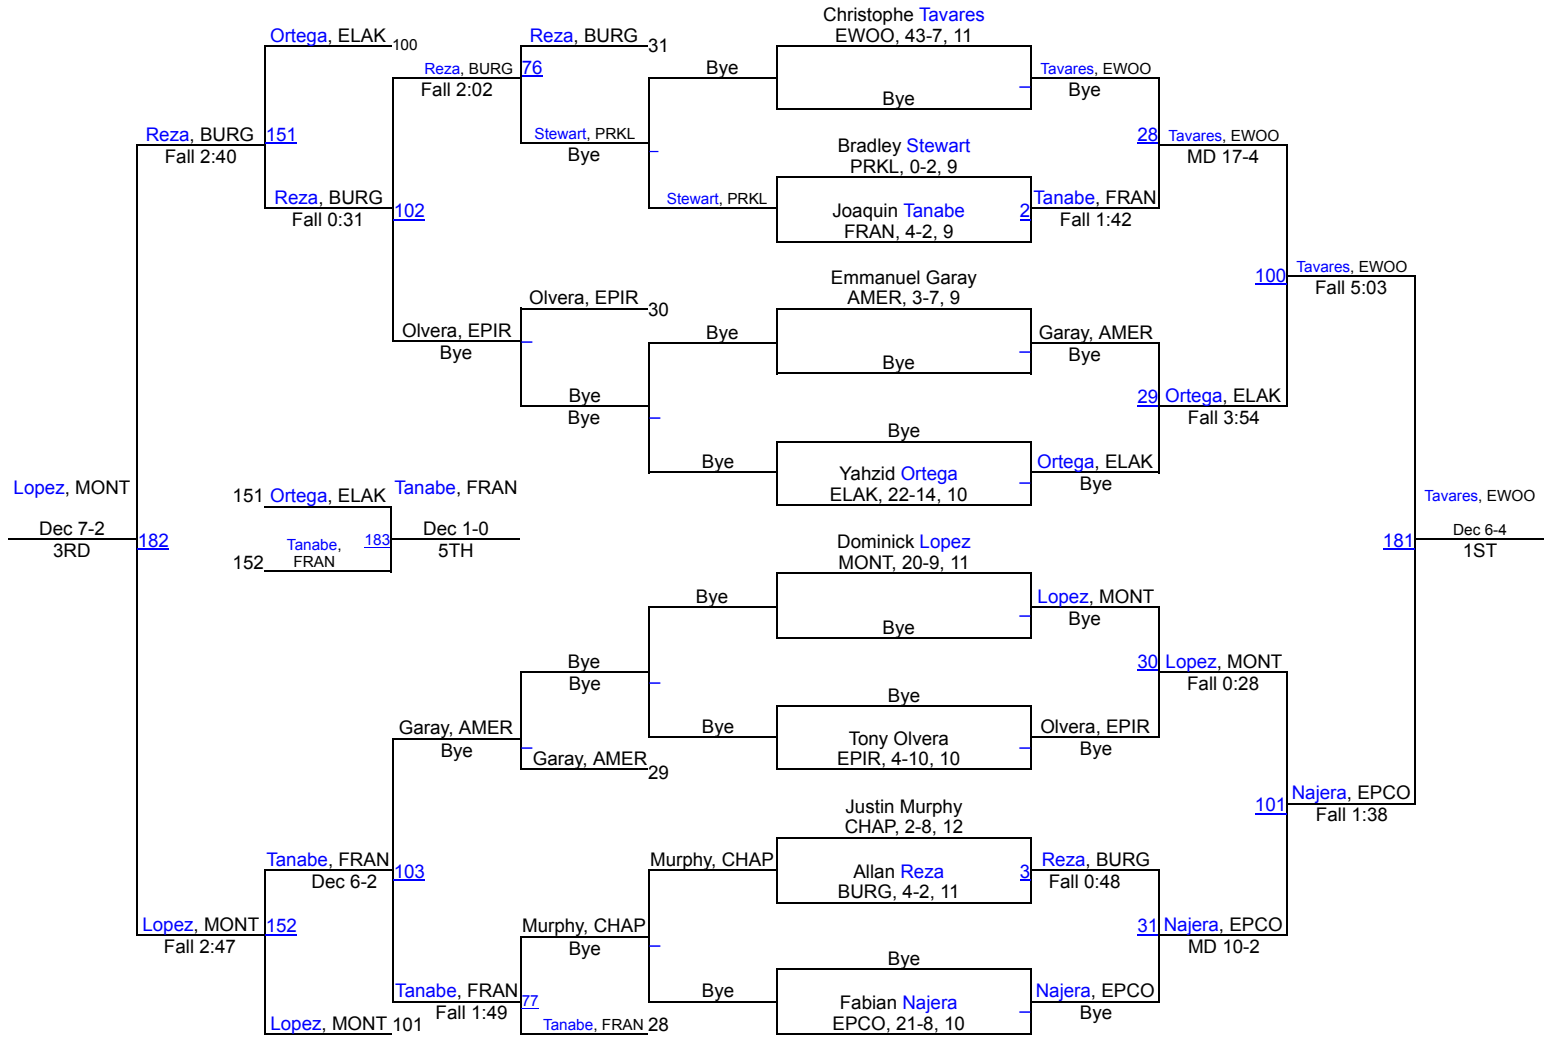 Christophe Tavares
EWOO, 43-7, 11
Ortega, ELAK
100
Reza, BURG
31
Reza, BURG
76
Fall 2:02
Bye
Tavares, EWOO
Bye
Bye
Reza, BURG
151
Fall 2:40
Stewart, PRKL
Bye
Bradley Stewart
PRKL, 0-2, 9
28
Tavares, EWOO
MD 17-4
Reza, BURG
102
Fall 0:31
Stewart, PRKL
Joaquin Tanabe
FRAN, 4-2, 9
2
Tanabe, FRAN
Fall 1:42
Emmanuel Garay
AMER, 3-7, 9
100
Tavares, EWOO
Fall 5:03
Olvera, EPIR
30
Olvera, EPIR
Bye
Bye
Garay, AMER
Bye
Bye
Bye
Bye
29
Ortega, ELAK
Fall 3:54
Bye
Bye
Yahzid Ortega
ELAK, 22-14, 10
Ortega, ELAK
Bye
Lopez, MONT
Dec 7-2
3RD
182
151
Ortega, ELAK
152
Tanabe,
FRAN
183
Tanabe, FRAN
Dec 1-0
5TH
Tavares, EWOO
181
Dec 6-4
1ST
Dominick Lopez
MONT, 20-9, 11
Bye
Lopez, MONT
Bye
Bye
Bye
Bye
30
Lopez, MONT
Fall 0:28
Garay, AMER
Bye
Bye
Bye
Tony Olvera
EPIR, 4-10, 10
Olvera, EPIR
Bye
Garay, AMER
29
Justin Murphy
CHAP, 2-8, 12
101
Najera, EPCO
Fall 1:38
Tanabe, FRAN
103
Dec 6-2
Murphy, CHAP
Allan Reza
BURG, 4-2, 11
3
Reza, BURG
Fall 0:48
Lopez, MONT
152
Fall 2:47
Murphy, CHAP
Bye
31
Najera, EPCO
MD 10-2
Bye
Tanabe, FRAN
77
Fall 1:49
Bye
Fabian Najera
EPCO, 21-8, 10
Najera, EPCO
Bye
Lopez, MONT
101
Tanabe, FRAN
28